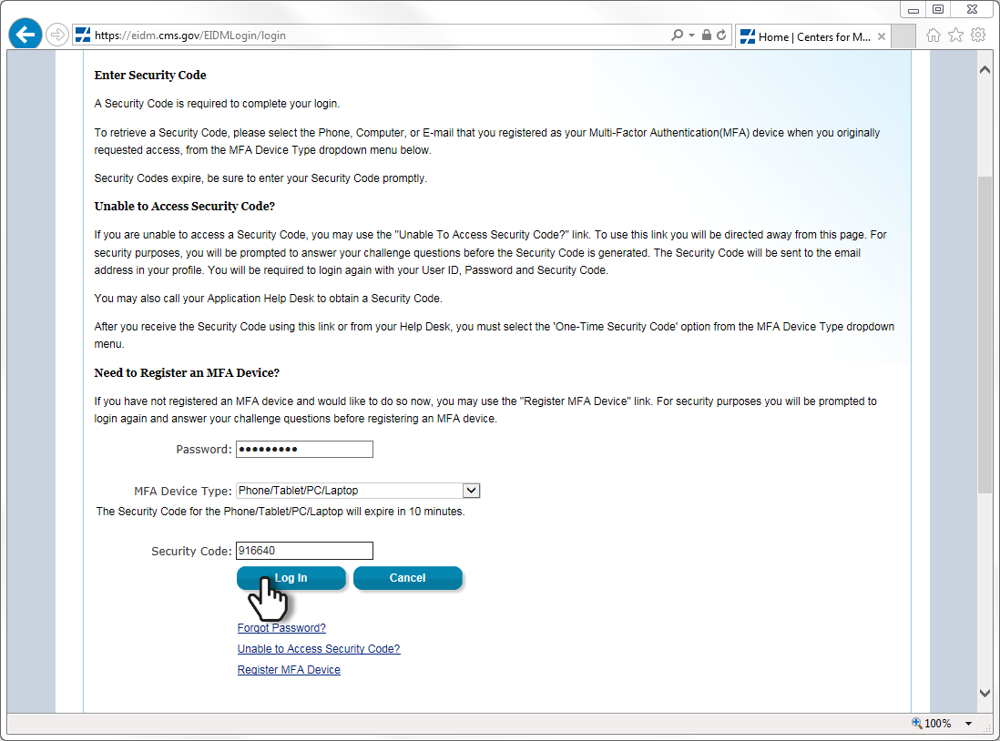 https://eidm.cms.gov/EIDMLogin/login
Home | Centers for M...
Enter Security Code
A Security Code is required to complete your login.
To retrieve a Security Code, please select the Phone, Computer, or E-mail that you registered as your Multi-Factor Authentication(MFA) device when you originally
requested access, from the MFA Device Type dropdown menu below.
Security Codes expire, be sure to enter your Security Code promptly.
Unable to Access Security Code?
If you are unable to access a Security Code, you may use the "Unable To Access Security Code?" link. To use this link you will be directed away from this page. For
security purposes, you will be prompted to answer your challenge questions before the Security Code is generated. The Security Code will be sent to the email
address in your profile. You will be required to login again with your User ID, Password and Security Code.
You may also call your Application Help Desk to obtain a Security Code.
After you receive the Security Code using this link or from your Help Desk, you must select the 'One-Time Security Code' option from the MFA Device Type dropdown
menu.
Need to Register an MFA Device?
If you have not registered an MFA device and would like to do so now, you may use the "Register MFA Device" link. For security purposes you will be prompted to
login again and answer your challenge questions before registering an MFA device.
Password: •••••••••
MFA Device Type: Phone/Tablet/PC/Laptop
The Security Code for the Phone/Tablet/PC/Laptop will expire in 10 minutes.
Security Code: 916640
Log In Cancel
Forgot Password?
Unable to Access Security Code?
Register MFA Device
100%